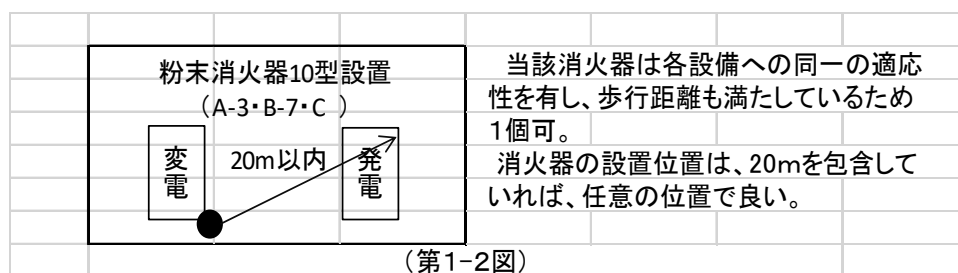 粉末消火器10型設置
（A-3・B-7・C ）
変電
20m以内
発電
当該消火器は各設備への同一の適応
性を有し、歩行距離も満たしているため
1個可。
消火器の設置位置は、20mを包含して
いれば、任意の位置で良い。
（第1-2図）